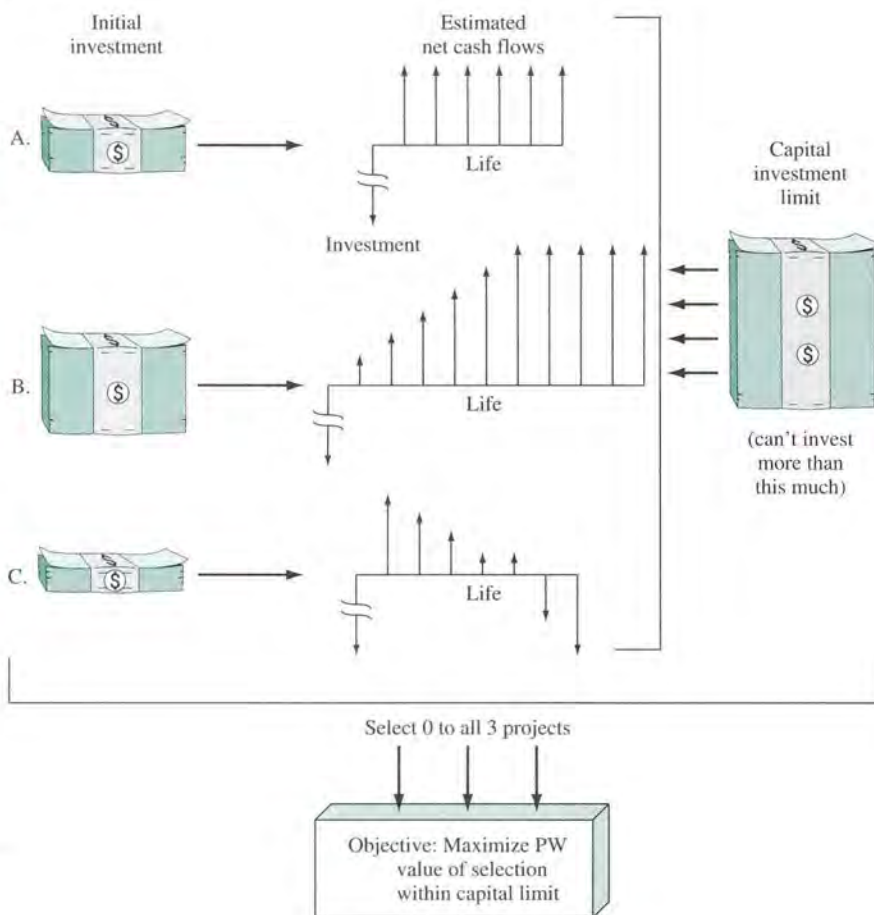 Initial
investment
Estimated
net cash flows
A.
$
Life
Investment
Capital
investment
limit
$
$
(can't invest
more than
this much)
B.
$
Life
C.
$
Life
Select 0 to all 3 projects
Objective: Maximize PW
value of selection
within capital limit